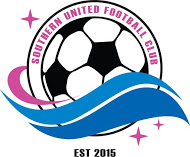 SOUTHERN UNITED FOOTBALL CLUB
EST 2015